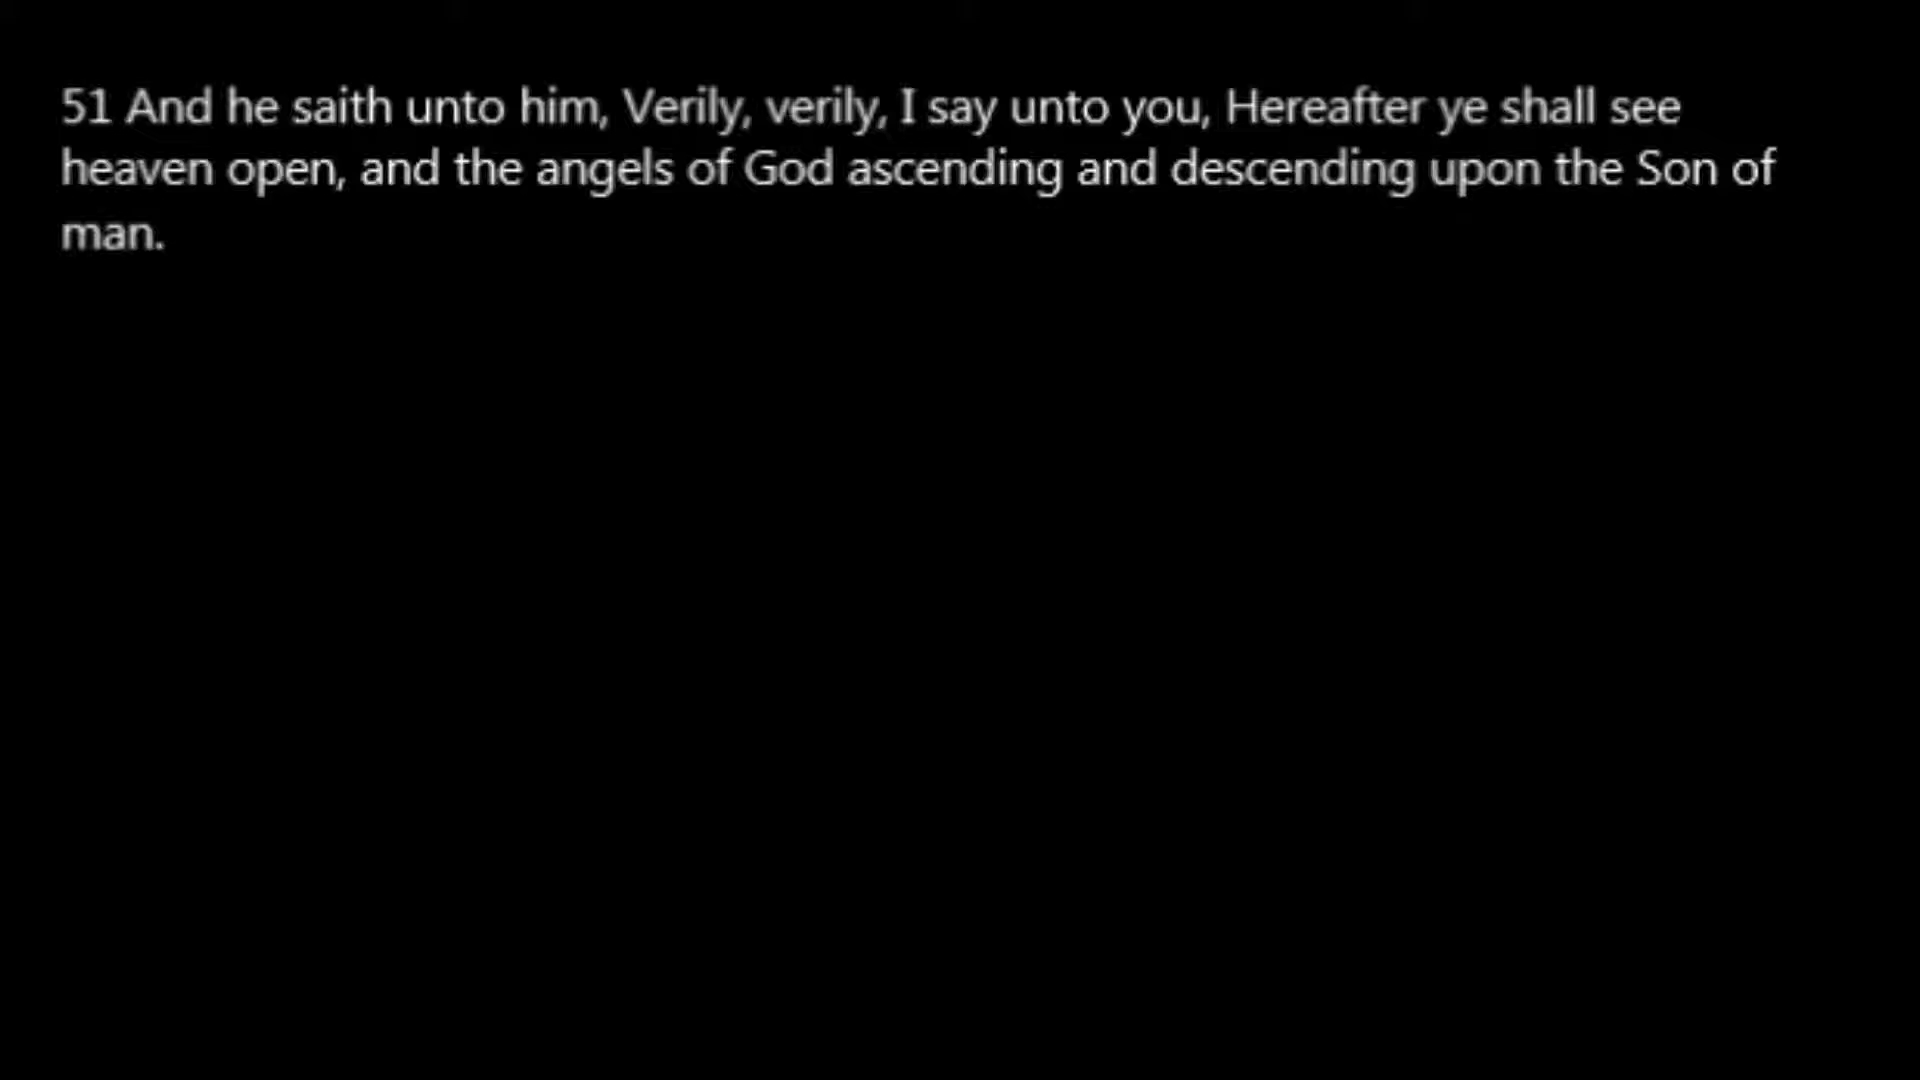 51 And he saith unto him, Verily, verily, I say unto you, Hereafter ye shall see
heaven open, and the angels of God ascending and descending upon the Son of
man.